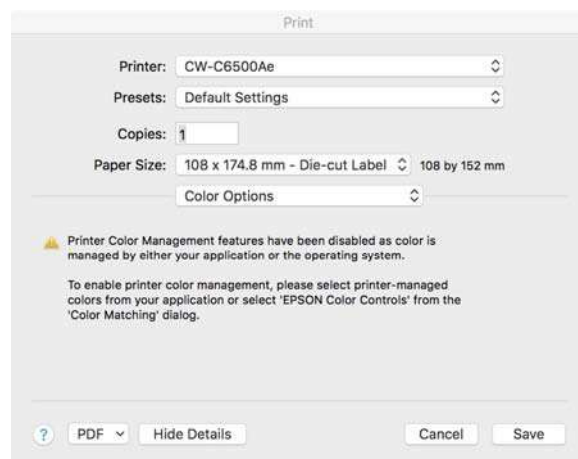 Print
Printer: CW-C6500Ae
Presets: Default Settings
Copies: 1
Paper Size: 108 x 174.8 mm - Die-cut Label 108 by 152 mm
Color Options
Printer Color Management features have been disabled as color is
managed by either your application or the operating system.
To enable printer color management, please select printer-managed
colors from your application or select 'EPSON Color Controls' from the
'Color Matching' dialog.
? PDF Hide Details Cancel Save